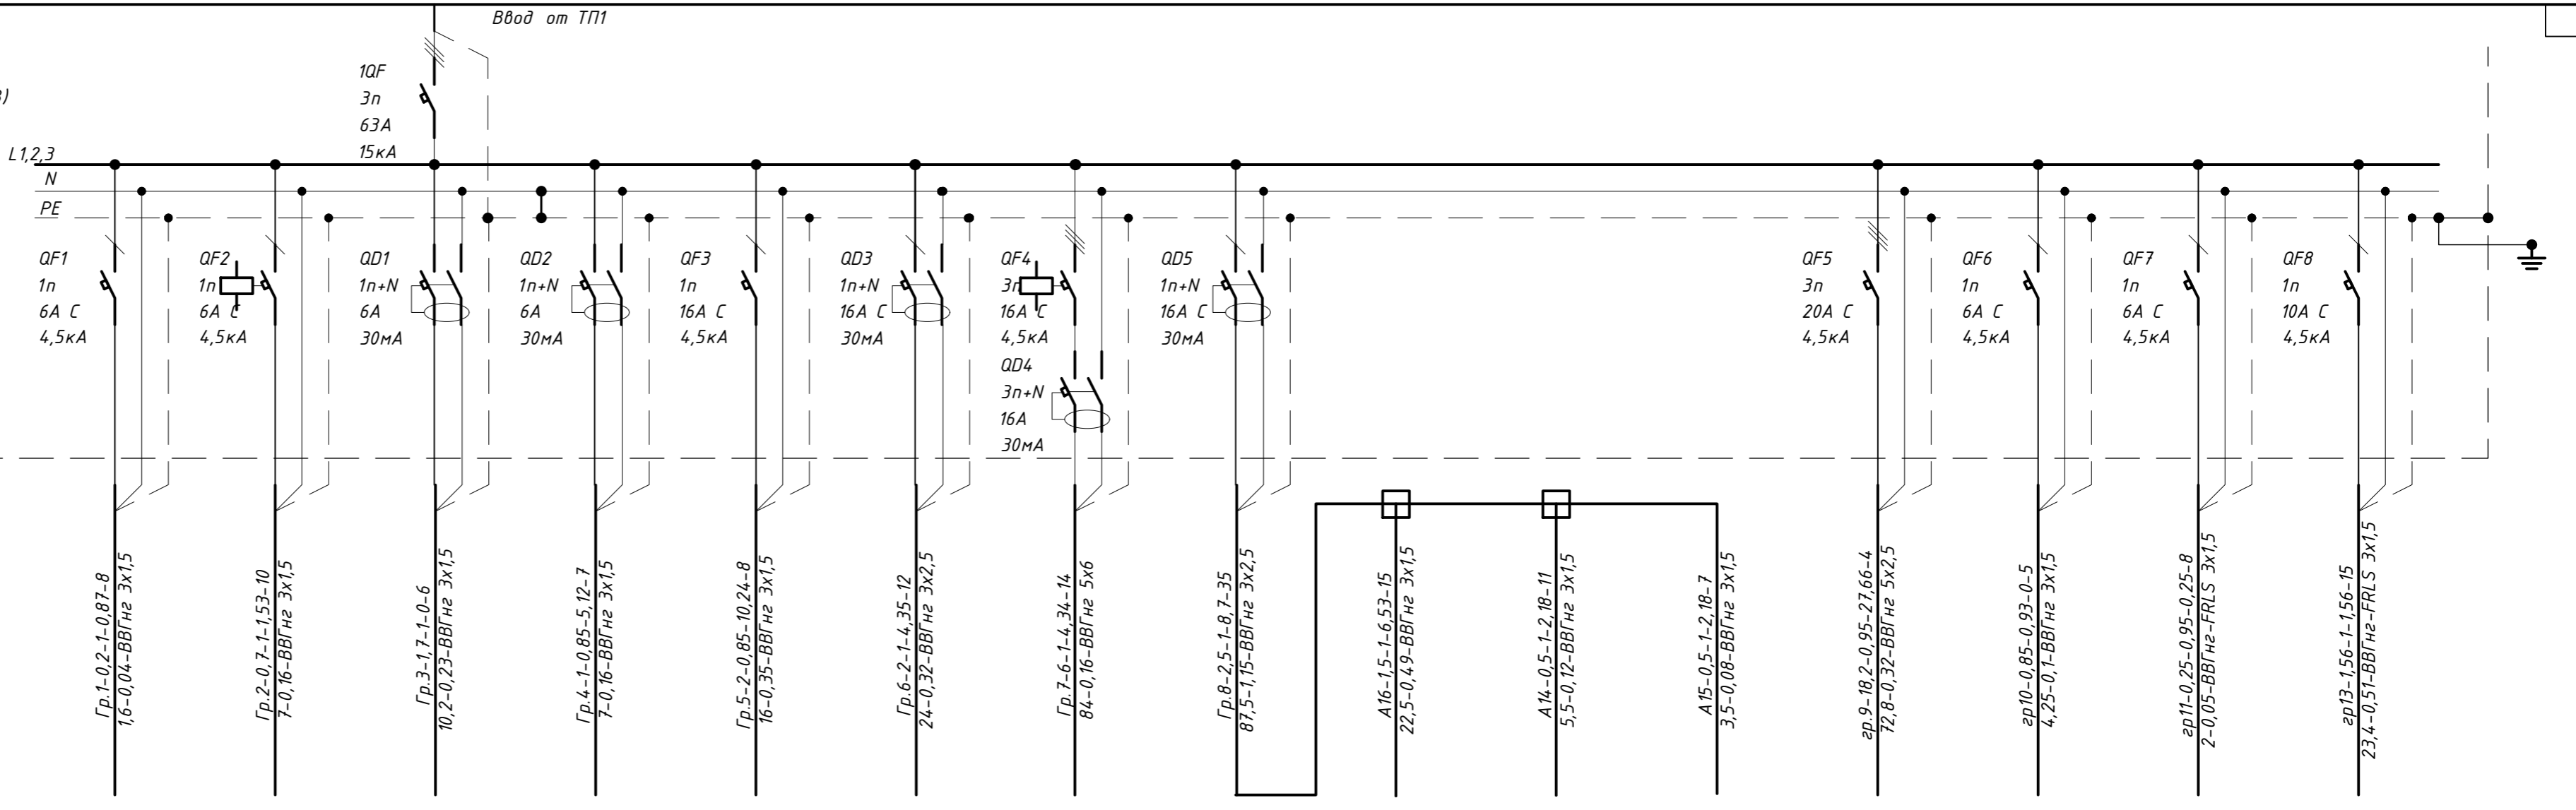 Ввод от ТП1
1QF
3п
63А
15кА
)
L1,2,3
N
PE
QF1
1п
6А С
4,5кА
QF2
1п
6А С
4,5кА
QD1
1п+N
6А
30мА
QD2
1п+N
6А
30мА
QF3
1п
16А С
4,5кА
QD3
1п+N
16А С
30мА
QF4
3п
16А С
4,5кА
QD4
3п+N
16А
30мА
QD5
1п+N
16А С
30мА
QF5
3п
20А С
4,5кА
QF6
1п
6А С
4,5кА
QF7
1п
6А С
4,5кА
QF8
1п
10А С
4,5кА
Гр.1-0,2-1-0,87-8
1,6-0,04-ВВГнг 3х1,5
Гр.2-0,7-1-1,53-10
7-0,16-ВВГнг 3х1,5
Гр.3-1,7-1-0-6
10,2-0,23-ВВГнг 3х1,5
Гр.4-1-0,85-5,12-7
7-0,16-ВВГнг 3х1,5
Гр.5-2-0,85-10,24-8
16-0,35-ВВГнг 3х1,5
Гр.6-2-1-4,35-12
24-0,32-ВВГнг 3х2,5
Гр.7-6-1-4,34-14
84-0,16-ВВГнг 5х6
Гр.8-2,5-1-8,7-35
87,5-1,15-ВВГнг 3х2,5
А16-1,5-1-6,53-15
22,5-0,49-ВВГнг 3х1,5
А14-0,5-1-2,18-11
5,5-0,12-ВВГнг 3х1,5
А15-0,5-1-2,18-7
3,5-0,08-ВВГнг 3х1,5
гр.9-18,2-0,95-27,66-4
72,8-0,32-ВВГнг 5х2,5
гр10-0,85-0,93-0-5
4,25-0,1-ВВГнг 3х1,5
гр11-0,25-0,95-0,25-8
2-0,05-ВВГнг-FRLS 3х1,5
гр13-1,56-1-1,56-15
23,4-0,51-ВВГнг-FRLS 3х1,5